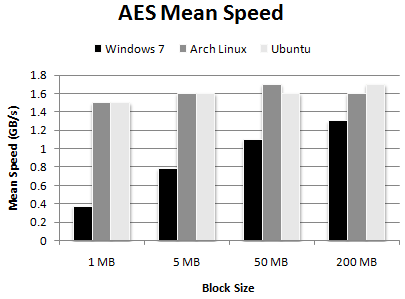 AES Mean Speed
Windows 7 Arch Linux Ubuntu
Mean Speed (GB/s)
1.8
1.6
1.4
1.2
1
0.8
0.6
0.4
0.2
0
1 MB 5 MB 50 MB 200 MB
Block Size